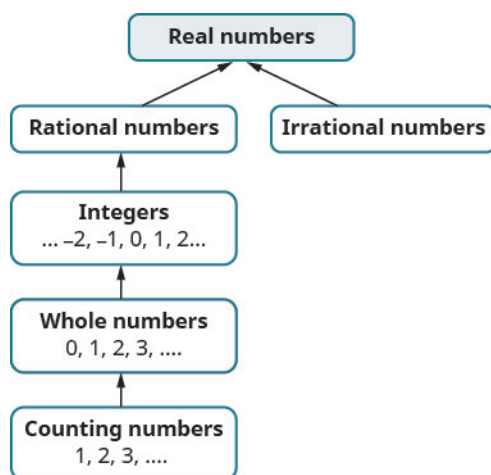 Real numbers
Rational numbers
Irrational numbers
Integers
... –2, –1, 0, 1, 2...
Whole numbers
0, 1, 2, 3, ....
Counting numbers
1, 2, 3, ....